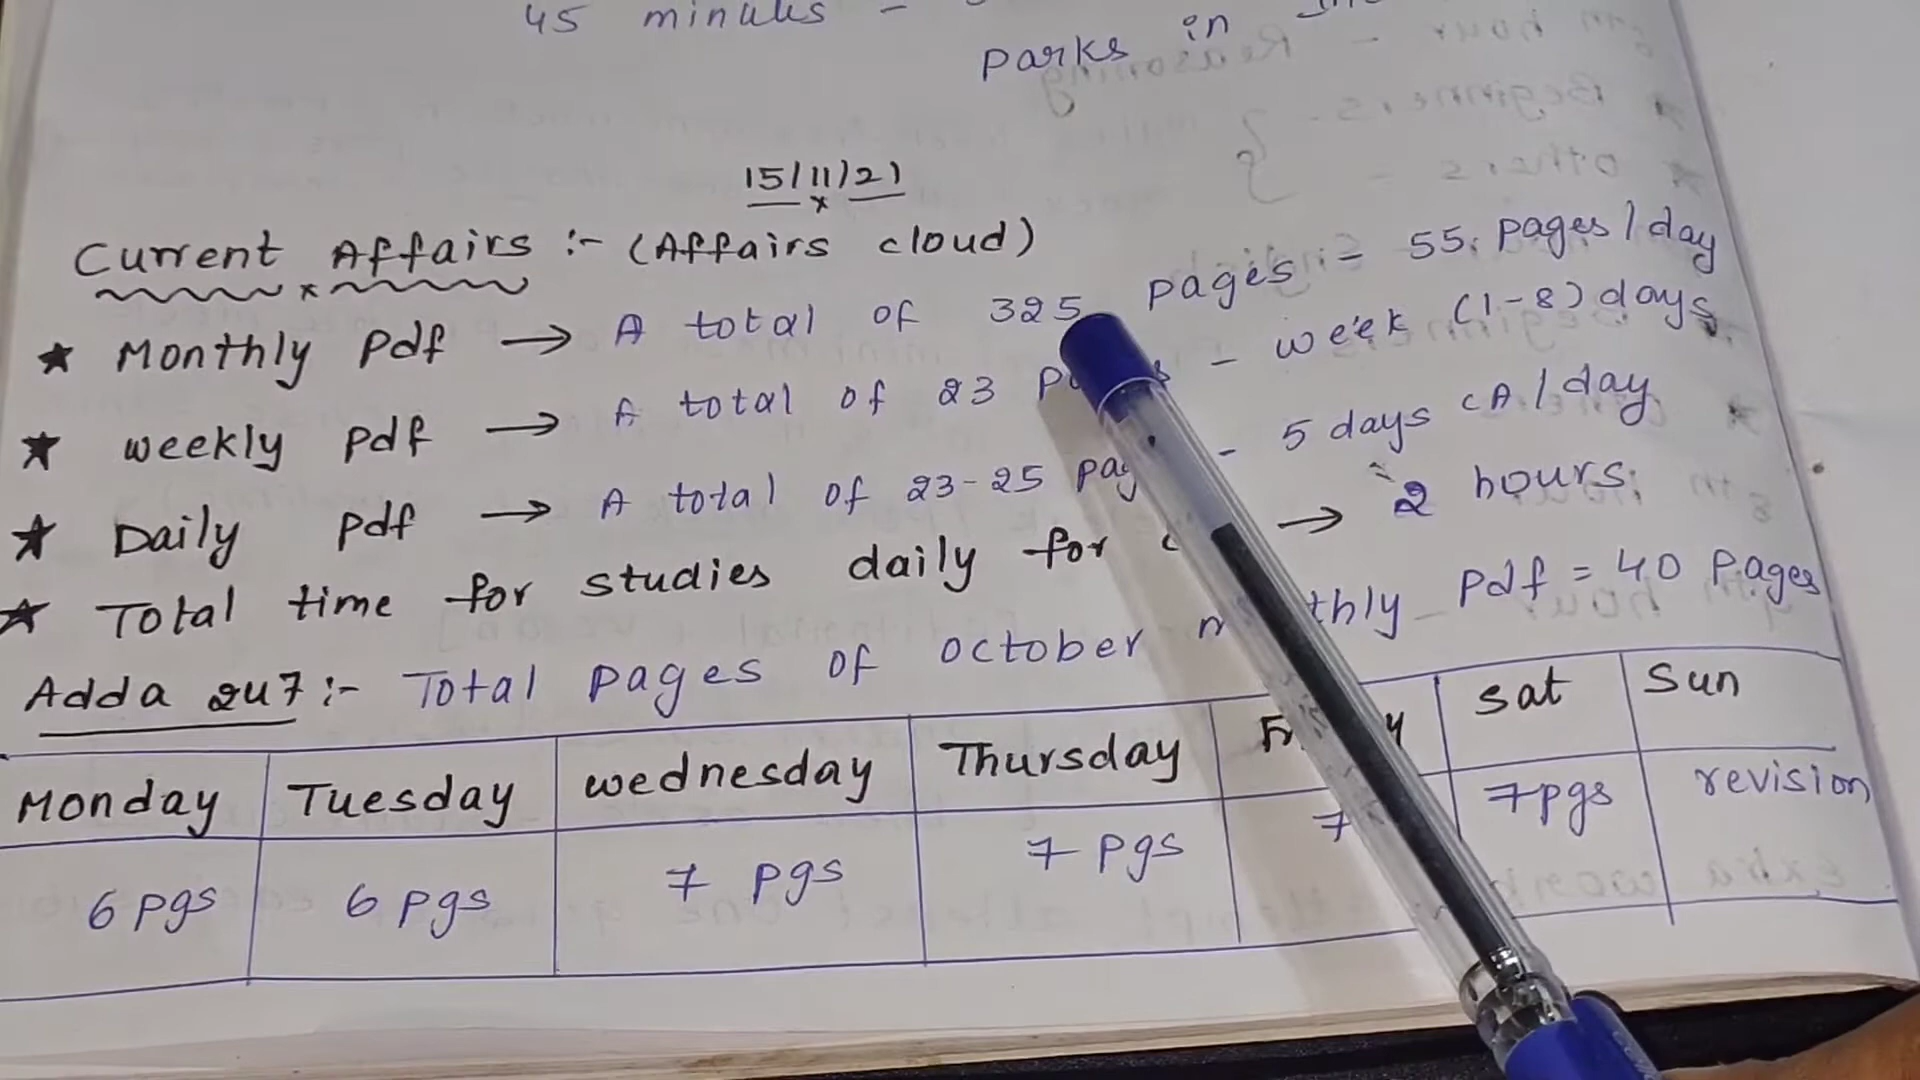 45 minutes -
Parks in
15/11/21
Current Affairs :- (Affairs cloud)
★ Monthly Pdf → A total of 325 pages = 55 pages/day
★ weekly pdf → A total of 23 - week (1-8) days
★ Daily pdf → A total of 23-25 - 5 days CA/day
★ Total time for studies daily for → 2 hours
Adda 247 :- Total pages of october monthly Pdf = 40 Pages
Monday Tuesday wednesday Thursday Friday Sat Sun
6 pgs 6 pgs 7 pgs 7 pgs 7 7pgs revision